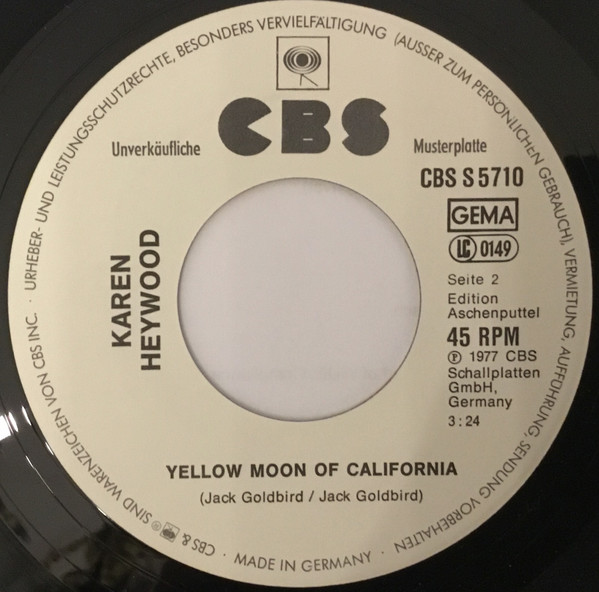 URHEBER- UND LEISTUNGSSCHUTZRECHTE, BESONDERS VERVIELFÄLTIGUNG (AUSSER ZUM PERSÖNLICHEN GEBRAUCH), VERMIETUNG, AUFFÜHRUNG, SENDUNG VORBEHALTEN · MADE IN GERMANY · CBS & ® SIND WARENZEICHEN VON CBS INC. ·
CBS
Unverkäufliche
Musterplatte
CBS S 5710
GEMA
LC 0149
KAREN
HEYWOOD
Seite 2
Edition
Aschenputtel
45 RPM
Ⓟ 1977 CBS
Schallplatten
GmbH,
Germany
3:24
YELLOW MOON OF CALIFORNIA
(Jack Goldbird / Jack Goldbird)